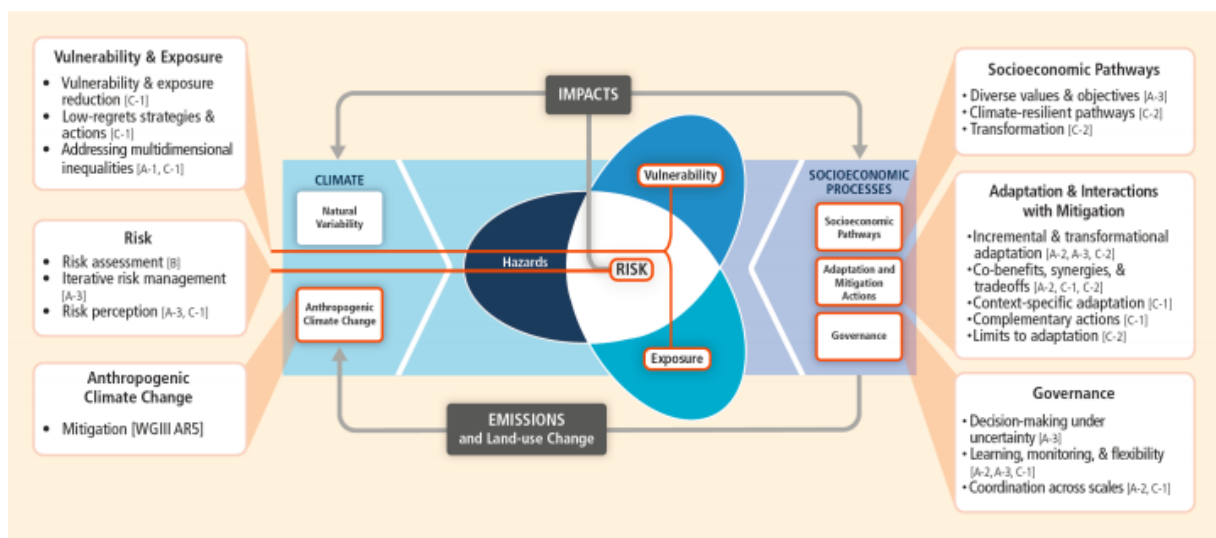 Vulnerability & Exposure
• Vulnerability & exposure
reduction [C-1]
• Low-regrets strategies &
actions [C-1]
• Addressing multidimensional
inequalities [A-1, C-1]
Risk
• Risk assessment [B]
• Iterative risk management
[A-3]
• Risk perception [A-3, C-1]
Anthropogenic
Climate Change
• Mitigation [WGIII AR5]
IMPACTS
CLIMATE
Natural
Variability
Anthropogenic
Climate Change
Vulnerability
Hazards
RISK
Exposure
EMISSIONS
and Land-use Change
SOCIOECONOMIC
PROCESSES
Socioeconomic
Pathways
Adaptation and
Mitigation
Actions
Governance
Socioeconomic Pathways
• Diverse values & objectives [A-3]
• Climate-resilient pathways [C-2]
• Transformation [C-2]
Adaptation & Interactions
with Mitigation
• Incremental & transformational
adaptation [A-2, A-3, C-2]
• Co-benefits, synergies, &
tradeoffs [A-2, C-1, C-2]
• Context-specific adaptation [C-1]
• Complementary actions [C-1]
• Limits to adaptation [C-2]
Governance
• Decision-making under
uncertainty [A-3]
• Learning, monitoring, & flexibility
[A-2, A-3, C-1]
• Coordination across scales [A-2, C-1]